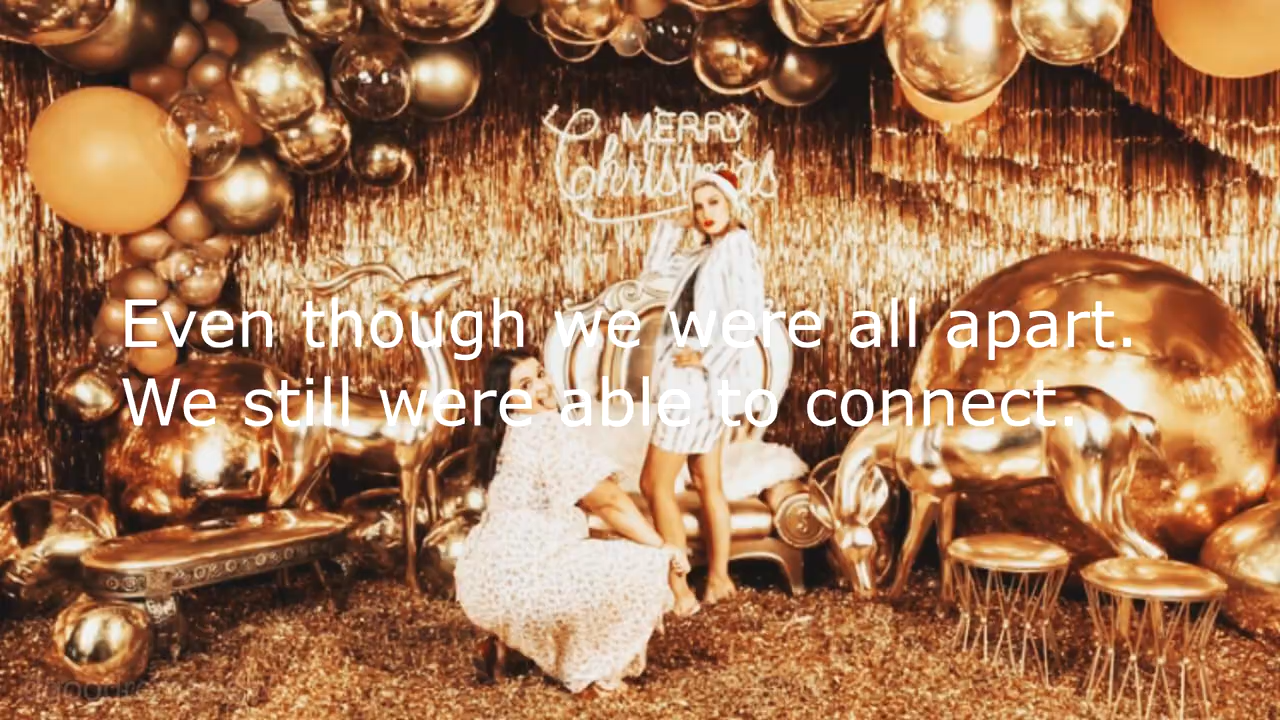 MERRY
Christmas
Even though we were all apart.
We still were able to connect.